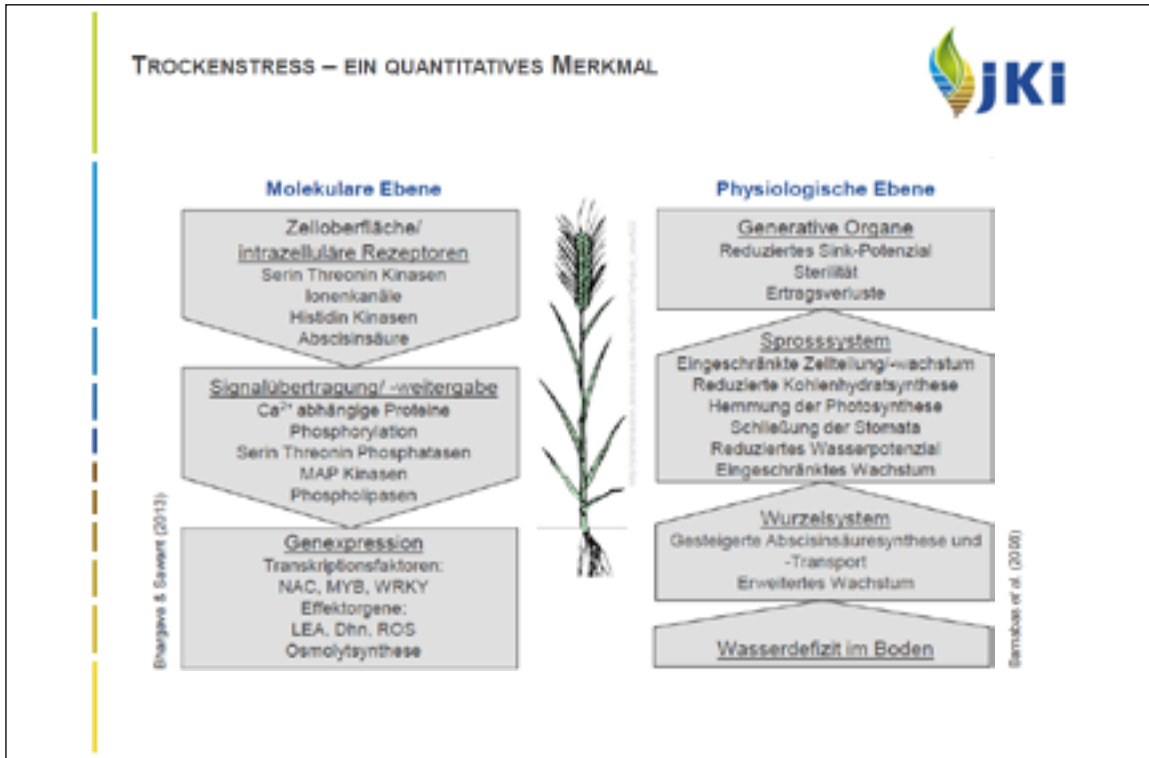 TROCKENSTRESS – EIN QUANTITATIVES MERKMAL
JKI
Molekulare Ebene
Zelloberfläche/
intrazelluläre Rezeptoren
Serin Threonin Kinasen
Ionenkanäle
Histidin Kinasen
Abscisinsäure
Signalübertragung/ -weitergabe
Ca²⁺ abhängige Proteine
Phosphorylation
Serin Threonin Phosphatasen
MAP Kinasen
Phospholipasen
Genexpression
Transkriptionsfaktoren:
NAC, MYB, WRKY
Effektorgene:
LEA, Dhn, ROS
Osmolytsynthese
Bhargava & Sawant (2013)
Physiologische Ebene
Generative Organe
Reduziertes Sink-Potenzial
Sterilität
Ertragsverluste
Sprosssystem
Eingeschränkte Zellteilung/-wachstum
Reduzierte Kohlenhydratsynthese
Hemmung der Photosynthese
Schließung der Stomata
Reduziertes Wasserpotenzial
Eingeschränktes Wachstum
Wurzelsystem
Gesteigerte Abscisinsäuresynthese und
-Transport
Erweitertes Wachstum
Wasserdefizit im Boden
Barnabas et al. (2008)